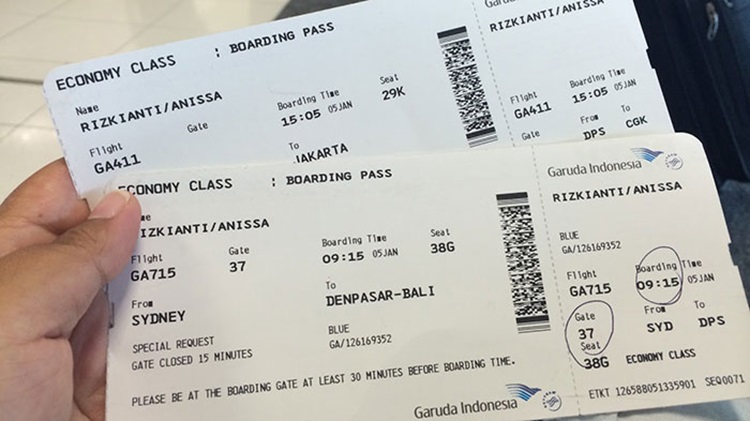 ECONOMY CLASS : BOARDING PASS
Name
RIZKIANTI/ANISSA
Gate Boarding Time Seat
15:05 05JAN 29K
Flight To
GA411 JAKARTA
RIZKIANTI/ANISSA
Flight Boarding Time
GA411 15:05 05JAN
Gate From To
DPS CGK
ECONOMY CLASS : BOARDING PASS
RIZKIANTI/ANISSA
Flight Gate Boarding Time Seat
GA715 37 09:15 05JAN 38G
From To
SYDNEY DENPASAR-BALI
SPECIAL REQUEST BLUE
GATE CLOSED 15 MINUTES GA/126169352
PLEASE BE AT THE BOARDING GATE AT LEAST 30 MINUTES BEFORE BOARDING TIME.
Garuda Indonesia
Garuda Indonesia
RIZKIANTI/ANISSA
BLUE
GA/126169352
Flight Boarding Time
GA715 09:15 05JAN
Gate From To
37 SYD DPS
Seat
38G ECONOMY CLASS
ETKT 126588051335901 SEQ0071